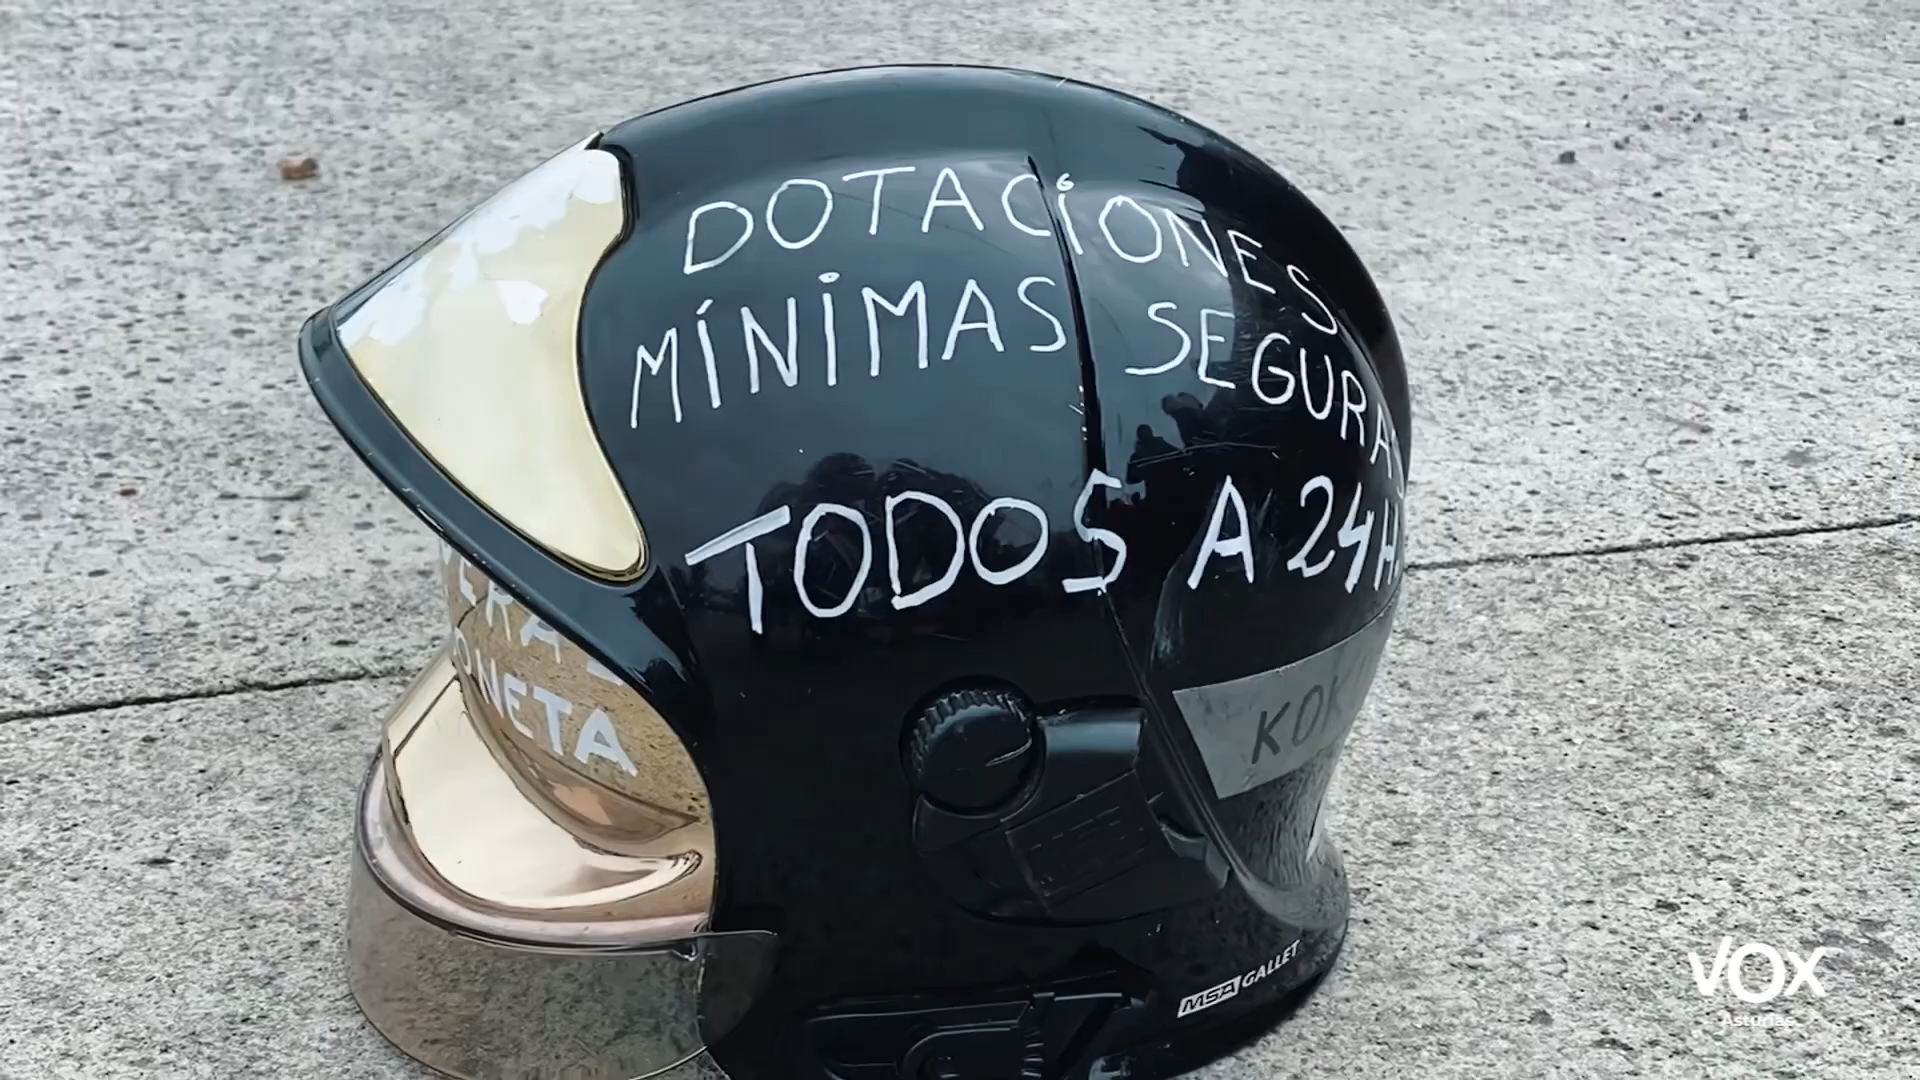 DOTACiONES
MÍNiMAS SEGURAS
TODOS A 24H
NETA
KOK
MSA GALLET
VOX
Asturias